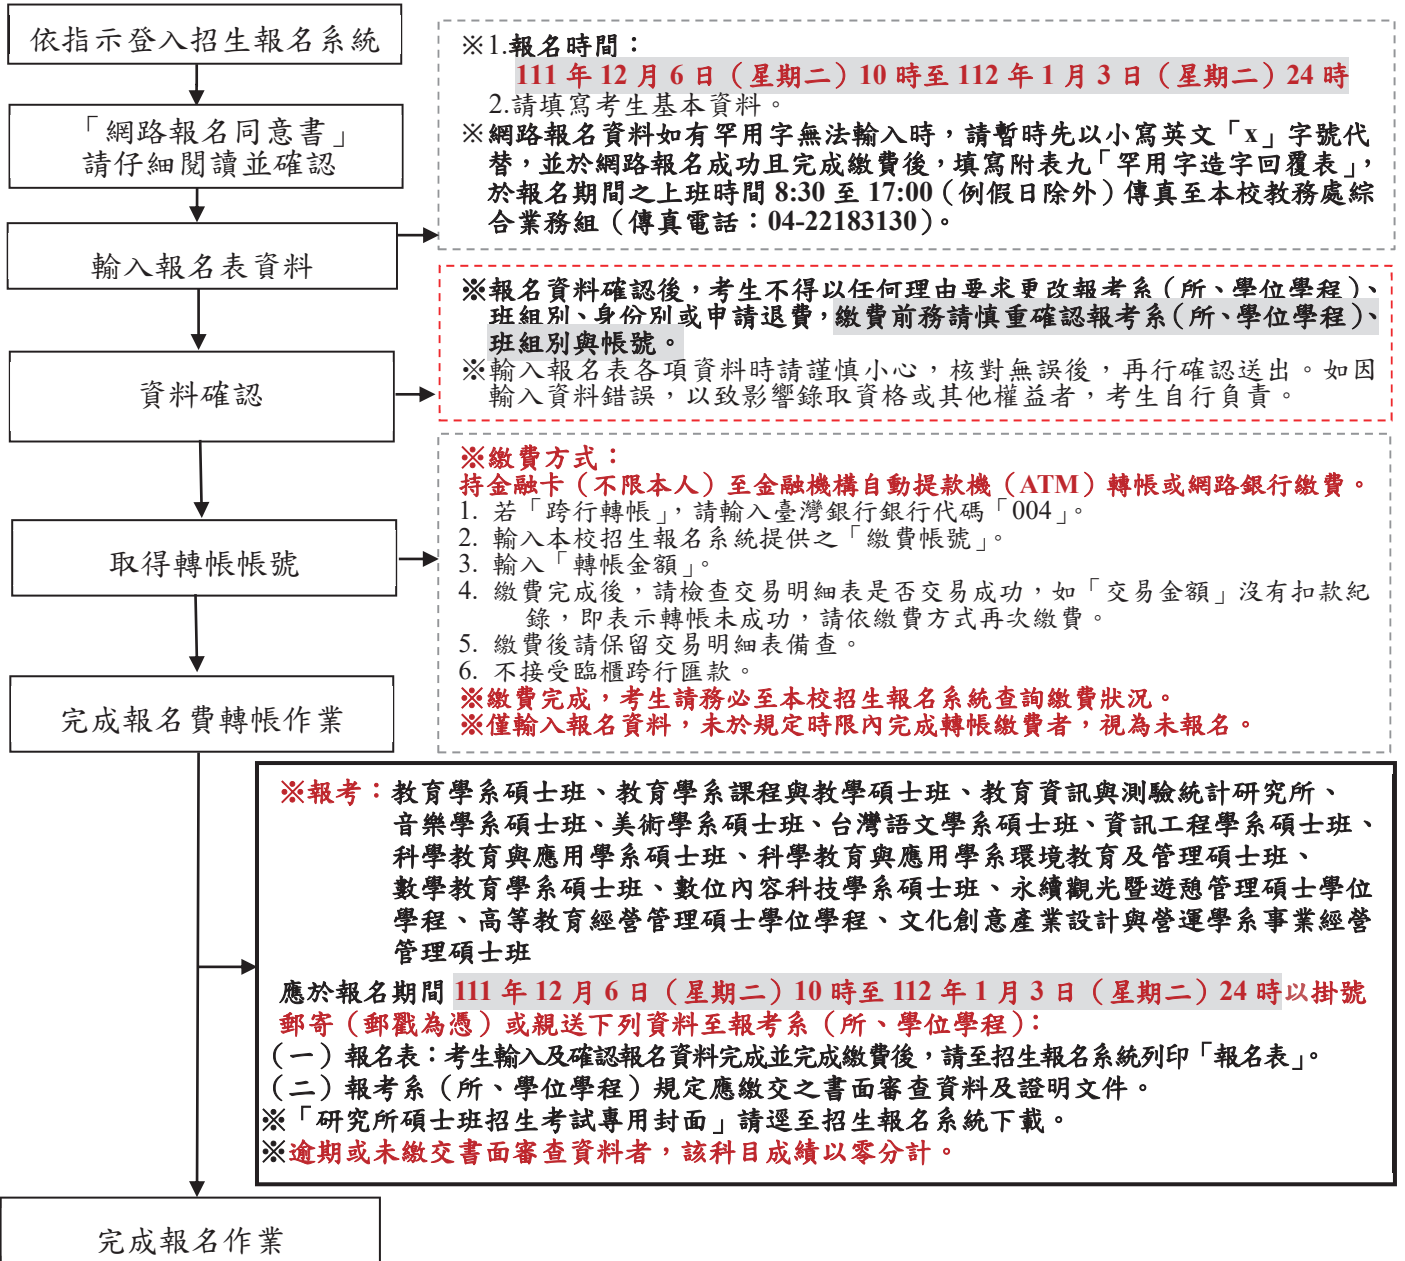 依指示登入招生報名系統
「網路報名同意書」
請仔細閱讀並確認
輸入報名表資料
資料確認
取得轉帳帳號
完成報名費轉帳作業
※1.報名時間：
111 年 12 月 6 日（星期二）10 時至 112 年 1 月 3 日（星期二）24 時
2.請填寫考生基本資料。
※網路報名資料如有罕用字無法輸入時，請暫時先以小寫英文「x」字號代
替，並於網路報名成功且完成繳費後，填寫附表九「罕用字造字回覆表」，
於報名期間之上班時間 8:30 至 17:00（例假日除外）傳真至本校教務處綜
合業務組（傳真電話：04-22183130）。
※報名資料確認後，考生不得以任何理由要求更改報考系（所、學位學程）、
班組別、身份別或申請退費，繳費前務請慎重確認報考系（所、學位學程）、
班組別與帳號。
※輸入報名表各項資料時請謹慎小心，核對無誤後，再行確認送出。如因
輸入資料錯誤，以致影響錄取資格或其他權益者，考生自行負責。
※繳費方式：
持金融卡（不限本人）至金融機構自動提款機（ATM）轉帳或網路銀行繳費。
1. 若「跨行轉帳」，請輸入臺灣銀行銀行代碼「004」。
2. 輸入本校招生報名系統提供之「繳費帳號」。
3. 輸入「轉帳金額」。
4. 繳費完成後，請檢查交易明細表是否交易成功，如「交易金額」沒有扣款紀
錄，即表示轉帳未成功，請依繳費方式再次繳費。
5. 繳費後請保留交易明細表備查。
6. 不接受臨櫃跨行匯款。
※繳費完成，考生請務必至本校招生報名系統查詢繳費狀況。
※僅輸入報名資料，未於規定時限內完成轉帳繳費者，視為未報名。
※報考：教育學系碩士班、教育學系課程與教學碩士班、教育資訊與測驗統計研究所、
音樂學系碩士班、美術學系碩士班、台灣語文學系碩士班、資訊工程學系碩士班、
科學教育與應用學系碩士班、科學教育與應用學系環境教育及管理碩士班、
數學教育學系碩士班、數位內容科技學系碩士班、永續觀光暨遊憩管理碩士學位
學程、高等教育經營管理碩士學位學程、文化創意產業設計與營運學系事業經營
管理碩士班
應於報名期間 111 年 12 月 6 日（星期二）10 時至 112 年 1 月 3 日（星期二）24 時以掛號
郵寄（郵戳為憑）或親送下列資料至報考系（所、學位學程）：
（一）報名表：考生輸入及確認報名資料完成並完成繳費後，請至招生報名系統列印「報名表」。
（二）報考系（所、學位學程）規定應繳交之書面審查資料及證明文件。
※「研究所碩士班招生考試專用封面」請逕至招生報名系統下載。
※逾期或未繳交書面審查資料者，該科目成績以零分計。
完成報名作業